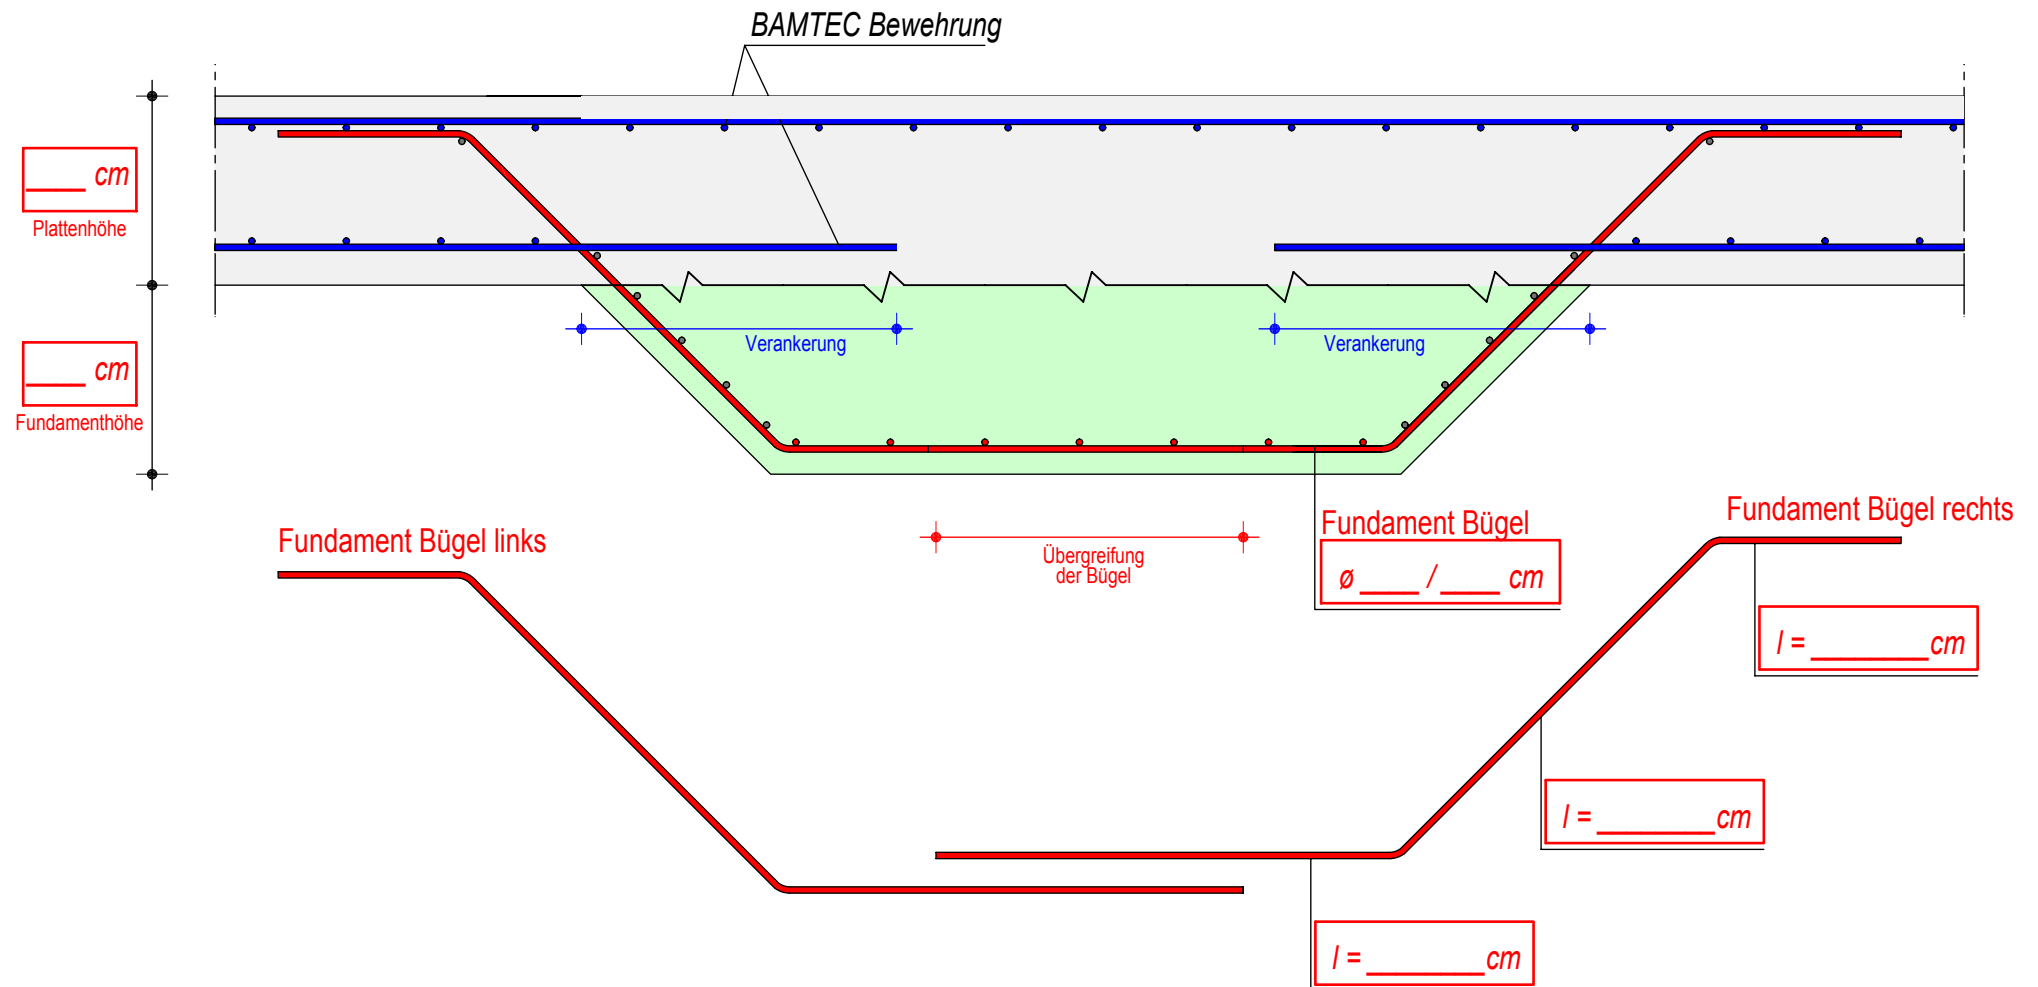 BAMTEC Bewehrung
____ cm
Plattenhöhe
Verankerung
Verankerung
____ cm
Fundamenthöhe
Fundament Bügel links
Übergreifung
der Bügel
Fundament Bügel
ø ____ / ____ cm
Fundament Bügel rechts
l = ________ cm
l = ________ cm
l = ________ cm